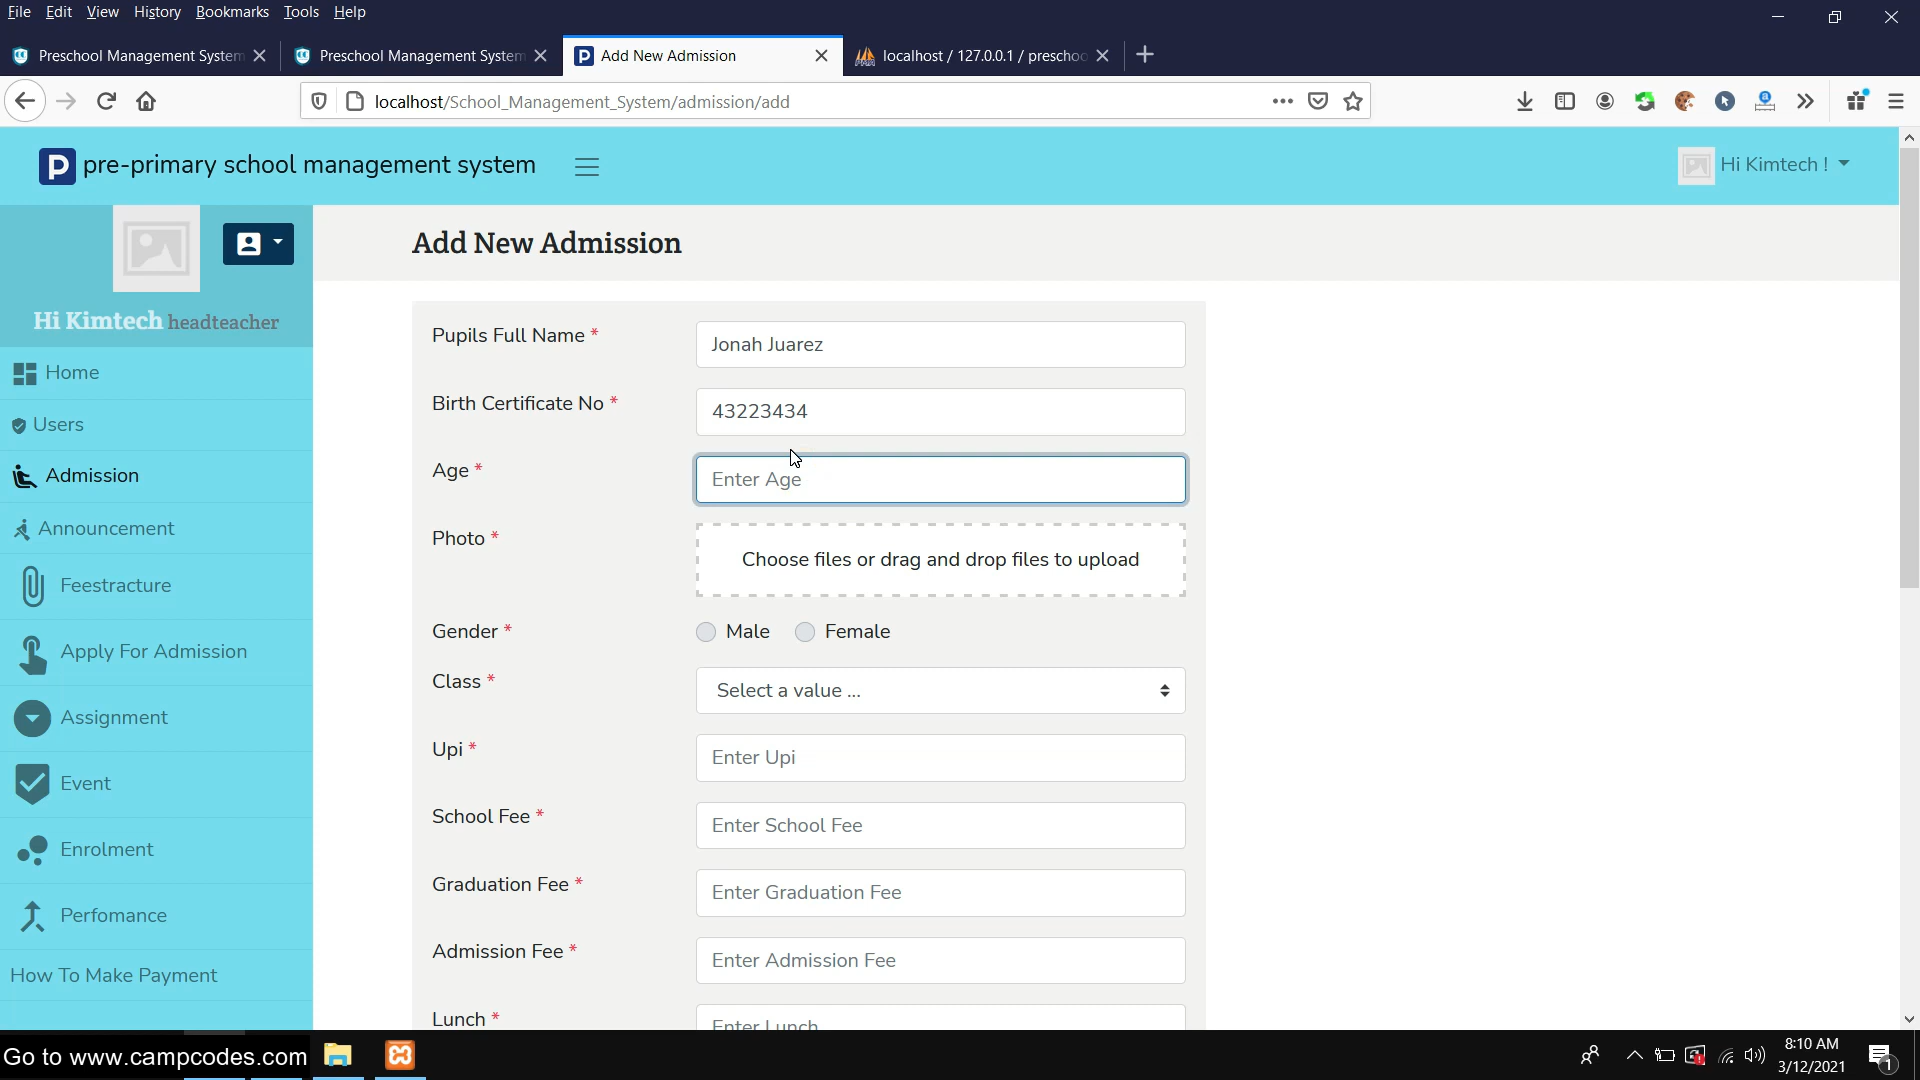 File Edit View History Bookmarks Tools Help
Preschool Management System
Preschool Management System
Add New Admission
localhost / 127.0.0.1 / preschoo
localhost/School_Management_System/admission/add
pre-primary school management system
Hi Kimtech !
Hi Kimtech headteacher
Home
Users
Admission
Announcement
Feestracture
Apply For Admission
Assignment
Event
Enrolment
Perfomance
How To Make Payment
Add New Admission
Pupils Full Name *
Jonah Juarez
Birth Certificate No *
43223434
Age *
Enter Age
Photo *
Choose files or drag and drop files to upload
Gender *
Male Female
Class *
Select a value ...
Upi *
Enter Upi
School Fee *
Enter School Fee
Graduation Fee *
Enter Graduation Fee
Admission Fee *
Enter Admission Fee
Lunch *
Enter Lunch
Go to www.campcodes.com
8:10 AM
3/12/2021
1